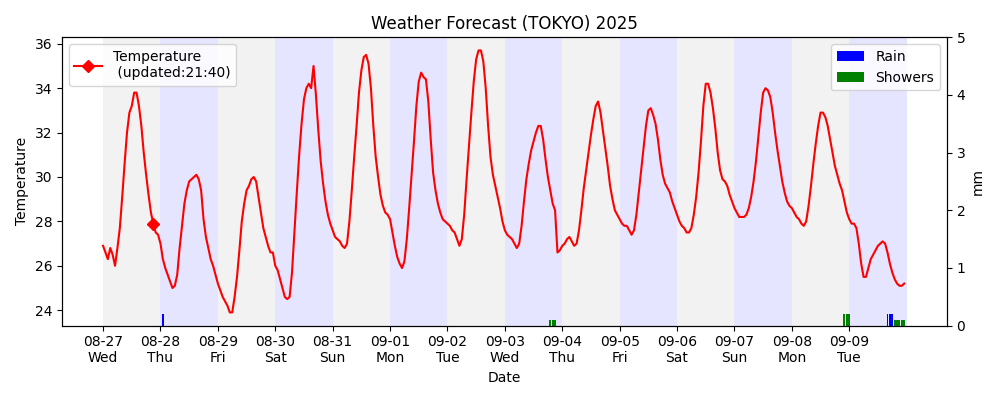 Weather Forecast (TOKYO) 2025
Temperature
(updated:21:40)
Rain
Showers
36
34
32
30
28
26
24
Temperature
5
4
3
2
1
0
mm
08-27 08-28 08-29 08-30 08-31 09-01 09-02 09-03 09-04 09-05 09-06 09-07 09-08 09-09
Wed Thu Fri Sat Sun Mon Tue Wed Thu Fri Sat Sun Mon Tue
Date